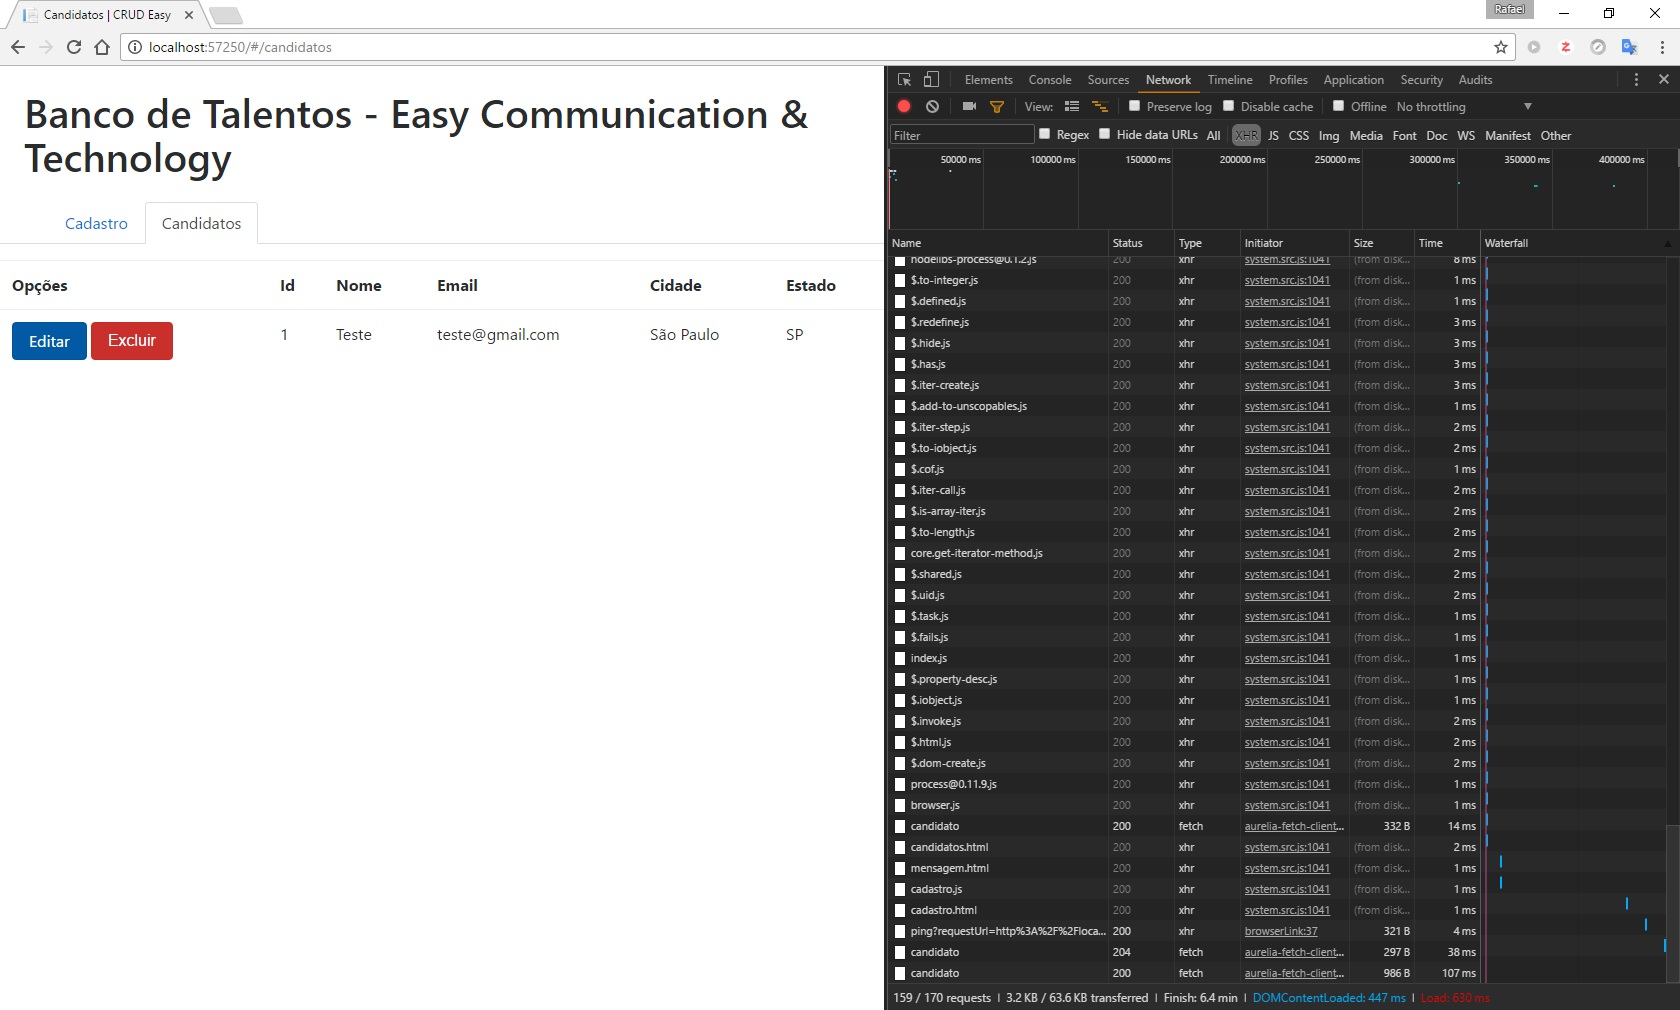 Candidatos | CRUD Easy
Rafael
localhost:57250/#/candidatos
Banco de Talentos - Easy Communication &
Technology
Cadastro Candidatos
Opções Id Nome Email Cidade Estado
Editar Excluir 1 Teste teste@gmail.com São Paulo SP
Elements Console Sources Network Timeline Profiles Application Security Audits
View: Preserve log Disable cache Offline No throttling
Filter Regex Hide data URLs All XHR JS CSS Img Media Font Doc WS Manifest Other
50000 ms 100000 ms 150000 ms 200000 ms 250000 ms 300000 ms 350000 ms 400000 ms
Name Status Type Initiator Size Time Waterfall
nodelibs-process@0.1.2.js 200 xhr system.src.js:1041 (from disk... 8 ms
$.to-integer.js 200 xhr system.src.js:1041 (from disk... 1 ms
$.defined.js 200 xhr system.src.js:1041 (from disk... 1 ms
$.redefine.js 200 xhr system.src.js:1041 (from disk... 3 ms
$.hide.js 200 xhr system.src.js:1041 (from disk... 3 ms
$.has.js 200 xhr system.src.js:1041 (from disk... 3 ms
$.iter-create.js 200 xhr system.src.js:1041 (from disk... 3 ms
$.add-to-unscopables.js 200 xhr system.src.js:1041 (from disk... 1 ms
$.iter-step.js 200 xhr system.src.js:1041 (from disk... 2 ms
$.to-iobject.js 200 xhr system.src.js:1041 (from disk... 2 ms
$.cof.js 200 xhr system.src.js:1041 (from disk... 1 ms
$.iter-call.js 200 xhr system.src.js:1041 (from disk... 2 ms
$.is-array-iter.js 200 xhr system.src.js:1041 (from disk... 2 ms
$.to-length.js 200 xhr system.src.js:1041 (from disk... 2 ms
core.get-iterator-method.js 200 xhr system.src.js:1041 (from disk... 2 ms
$.shared.js 200 xhr system.src.js:1041 (from disk... 2 ms
$.uid.js 200 xhr system.src.js:1041 (from disk... 2 ms
$.task.js 200 xhr system.src.js:1041 (from disk... 1 ms
$.fails.js 200 xhr system.src.js:1041 (from disk... 1 ms
index.js 200 xhr system.src.js:1041 (from disk... 1 ms
$.property-desc.js 200 xhr system.src.js:1041 (from disk... 1 ms
$.iobject.js 200 xhr system.src.js:1041 (from disk... 1 ms
$.invoke.js 200 xhr system.src.js:1041 (from disk... 2 ms
$.html.js 200 xhr system.src.js:1041 (from disk... 2 ms
$.dom-create.js 200 xhr system.src.js:1041 (from disk... 2 ms
process@0.11.9.js 200 xhr system.src.js:1041 (from disk... 1 ms
browser.js 200 xhr system.src.js:1041 (from disk... 1 ms
candidato 200 fetch aurelia-fetch-client... 332 B 14 ms
candidatos.html 200 xhr system.src.js:1041 (from disk... 2 ms
mensagem.html 200 xhr system.src.js:1041 (from disk... 1 ms
cadastro.js 200 xhr system.src.js:1041 (from disk... 1 ms
cadastro.html 200 xhr system.src.js:1041 (from disk... 1 ms
ping?requestUrl=http%3A%2F%2Floca... 200 xhr browserLink:37 321 B 4 ms
candidato 204 fetch aurelia-fetch-client... 297 B 38 ms
candidato 200 fetch aurelia-fetch-client... 986 B 107 ms
159 / 170 requests | 3.2 KB / 63.6 KB transferred | Finish: 6.4 min | DOMContentLoaded: 447 ms | Load: 630 ms